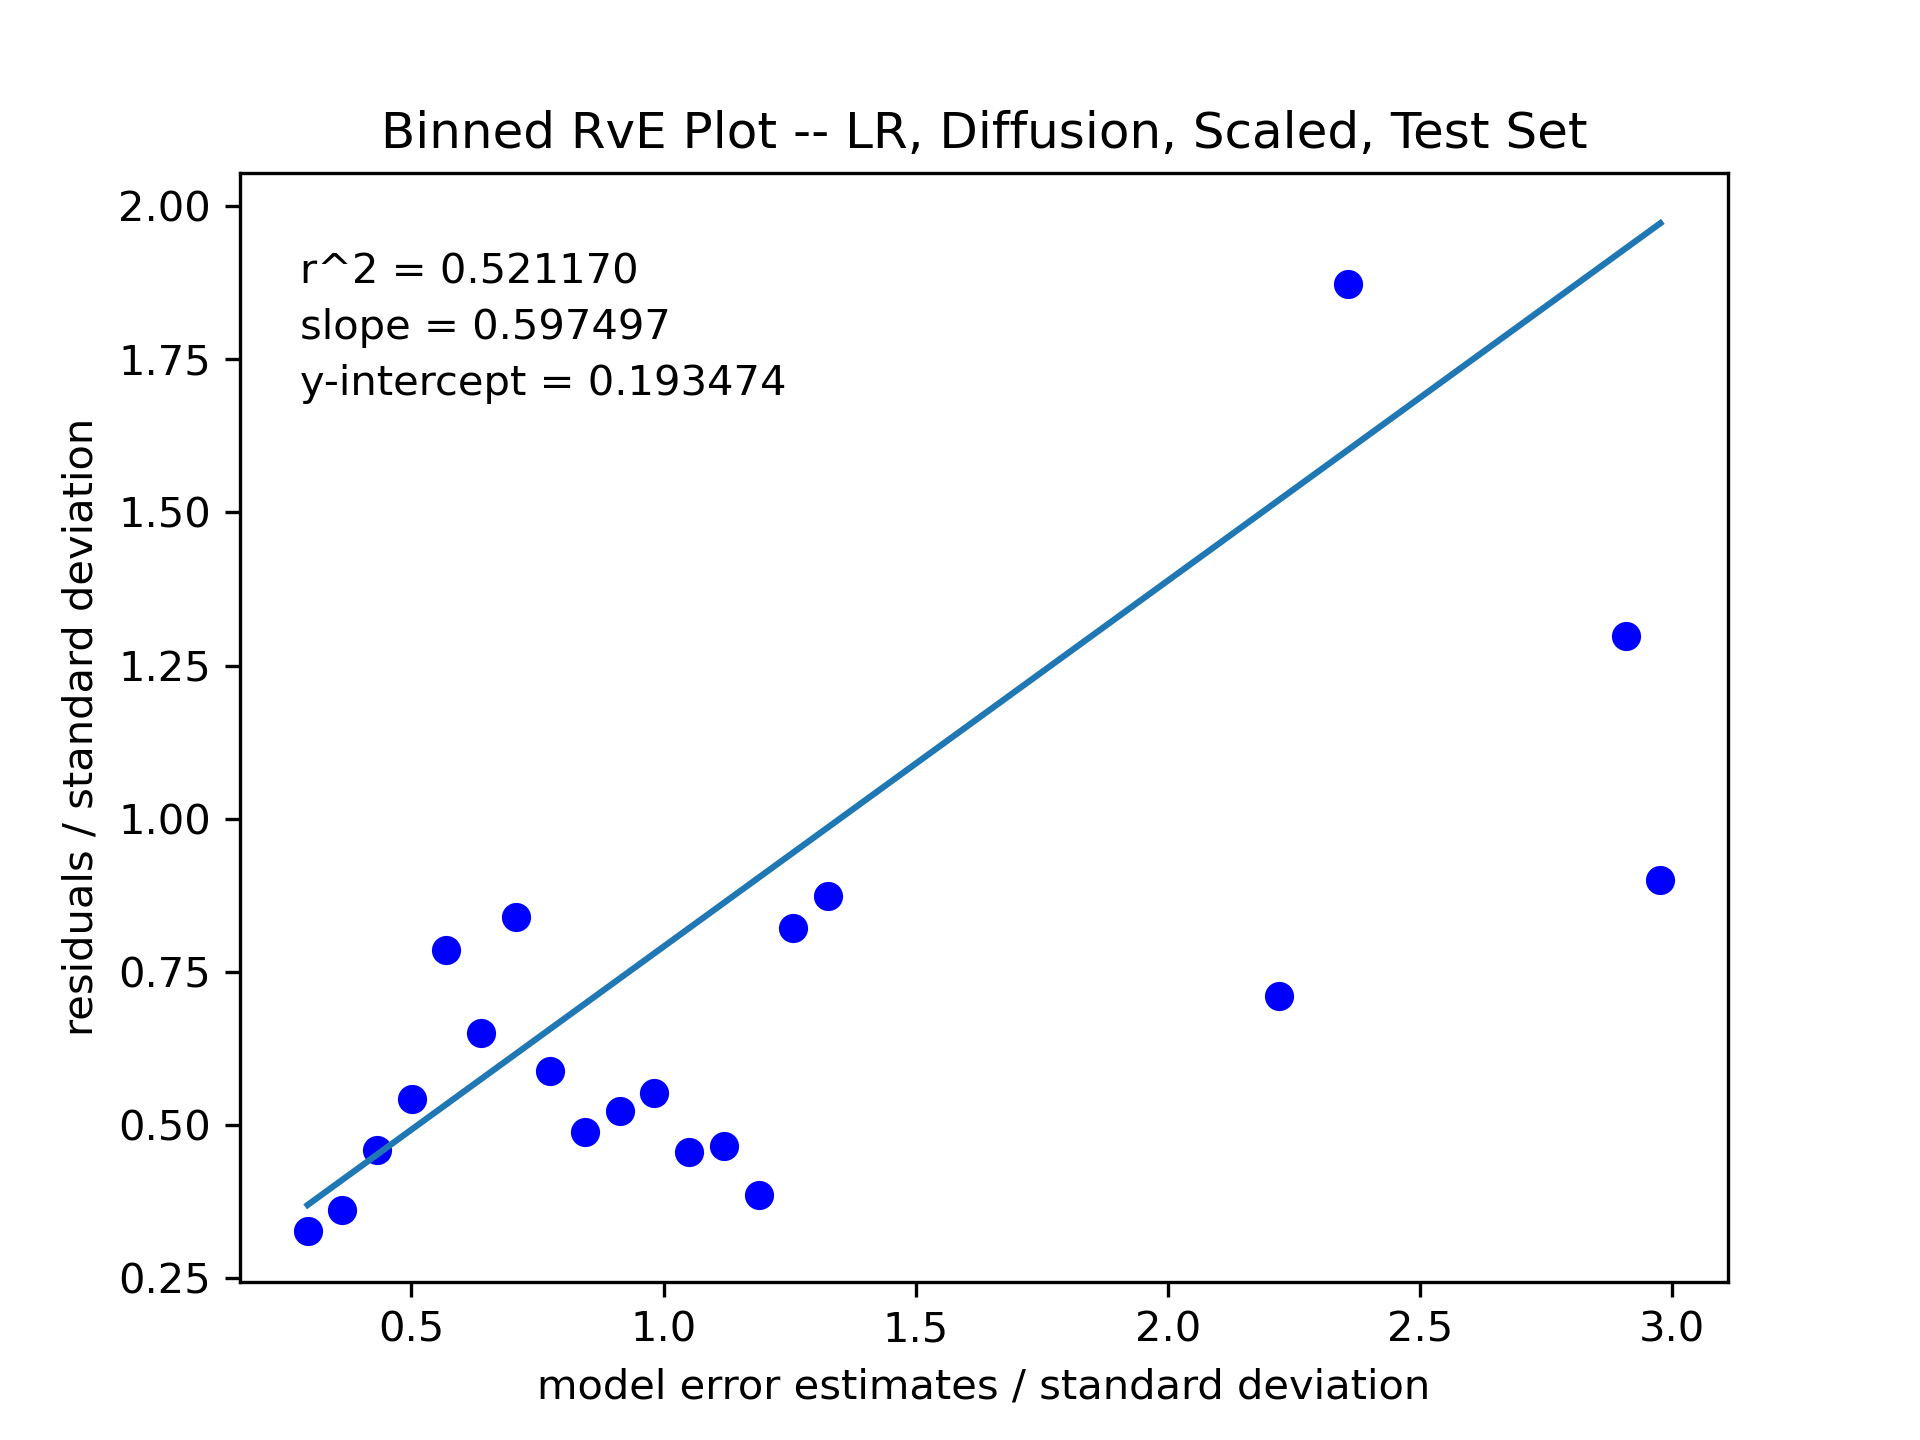 Binned RvE Plot -- LR, Diffusion, Scaled, Test Set
r^2 = 0.521170
slope = 0.597497
y-intercept = 0.193474
residuals / standard deviation
2.00
1.75
1.50
1.25
1.00
0.75
0.50
0.25
0.5 1.0 1.5 2.0 2.5 3.0
model error estimates / standard deviation